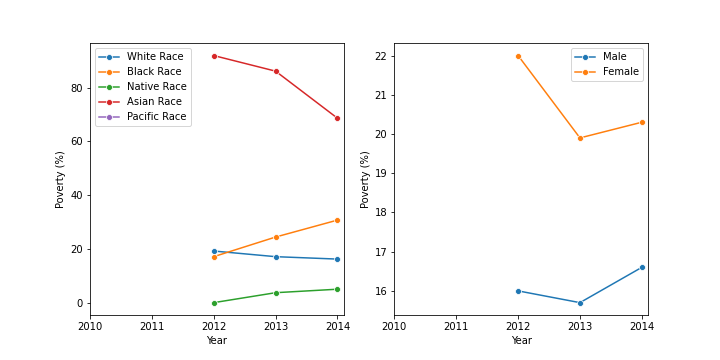 White Race
Black Race
Native Race
Asian Race
Pacific Race
Poverty (%)
80
60
40
20
0
2010 2011 2012 2013 2014
Year
Male
Female
Poverty (%)
22
21
20
19
18
17
16
2010 2011 2012 2013 2014
Year